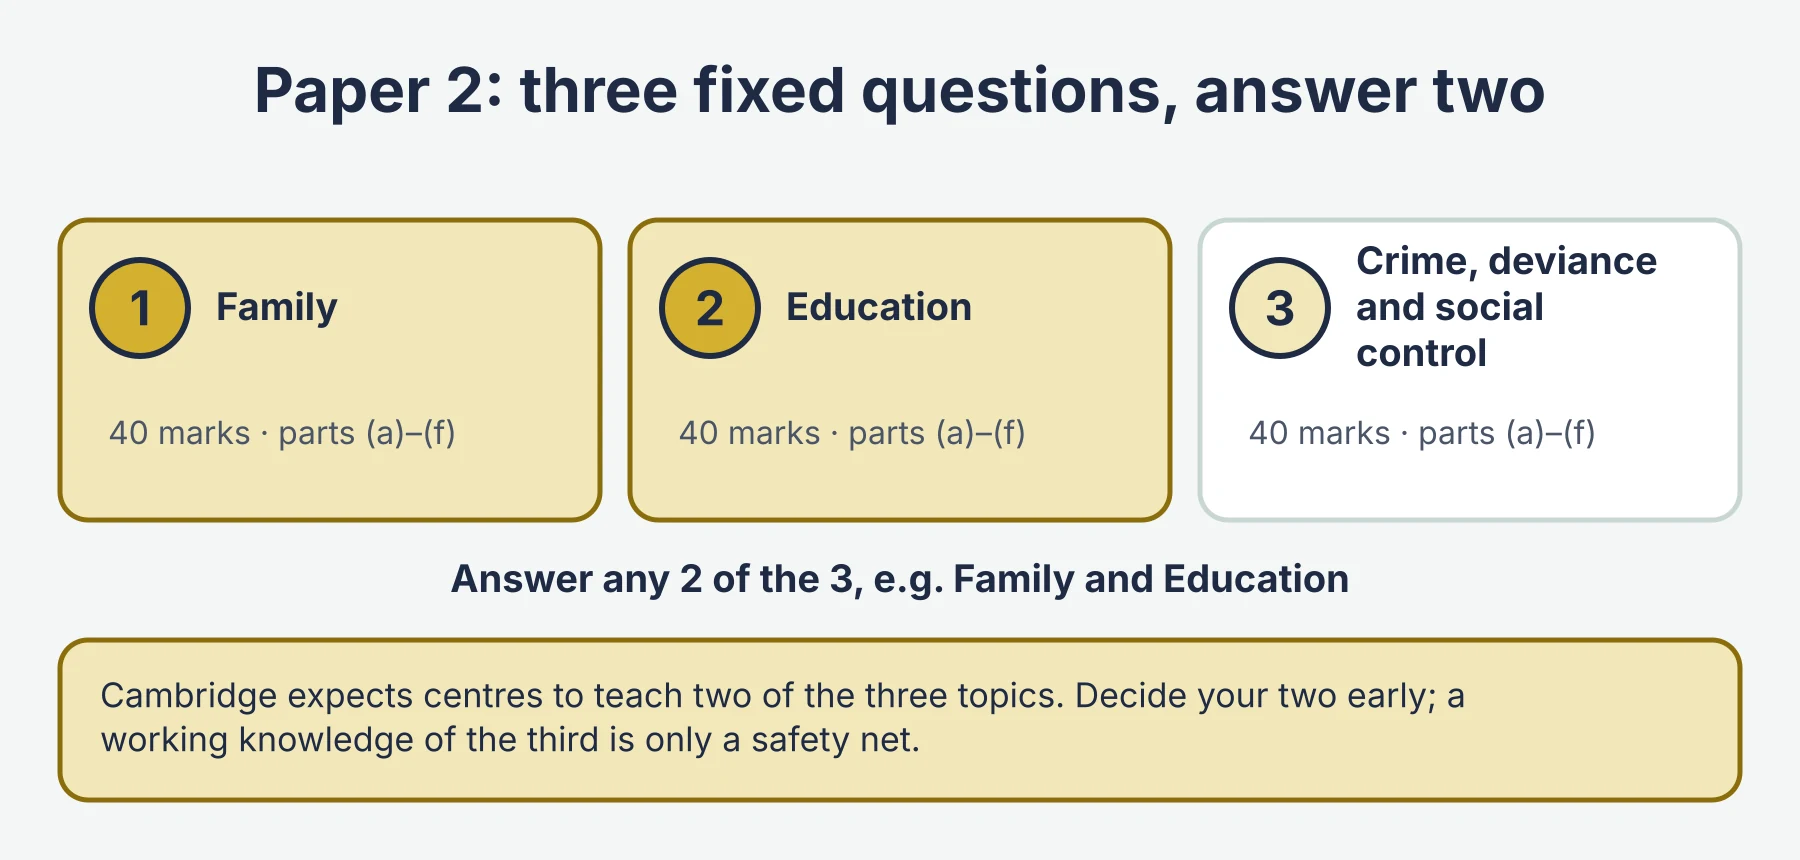 Paper 2: three fixed questions, answer two
1
Family
40 marks · parts (a)–(f)
2
Education
40 marks · parts (a)–(f)
3
Crime, deviance
and social
control
40 marks · parts (a)–(f)
Answer any 2 of the 3, e.g. Family and Education
Cambridge expects centres to teach two of the three topics. Decide your two early; a
working knowledge of the third is only a safety net.